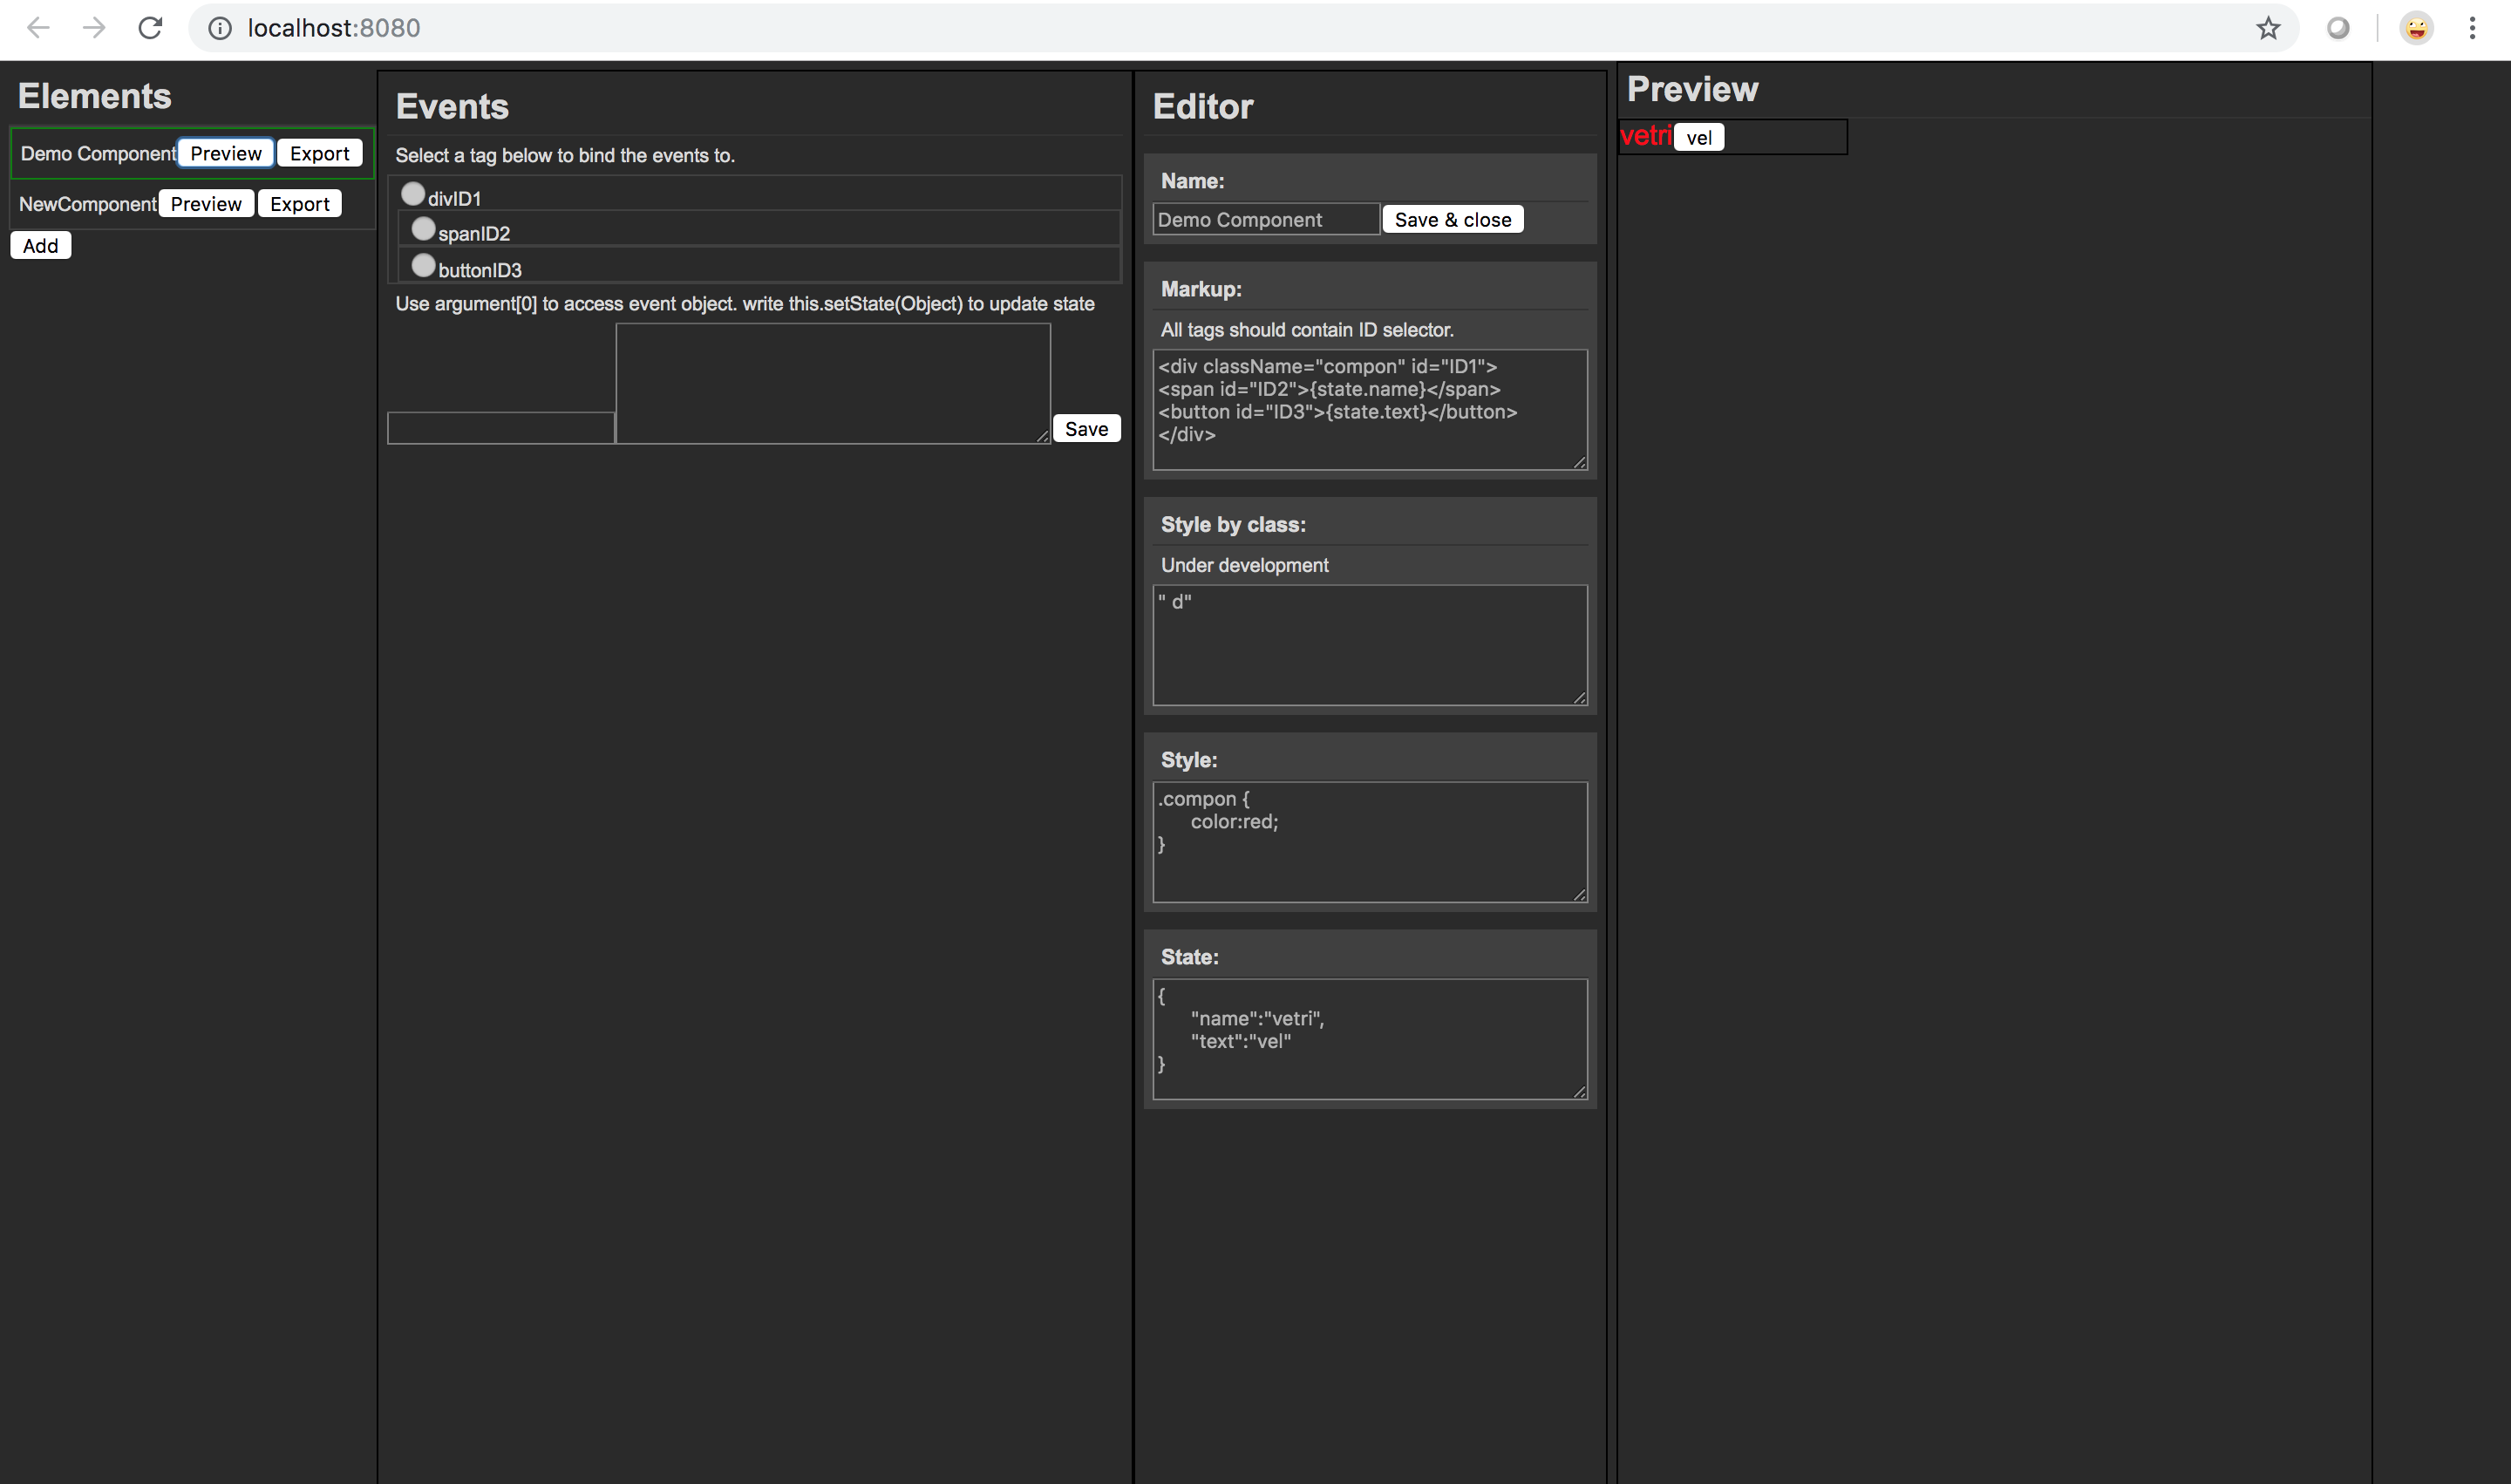 localhost:8080
Elements
Demo Component Preview Export
NewComponent Preview Export
Add
Events
Select a tag below to bind the events to.
divID1
spanID2
buttonID3
Use argument[0] to access event object. write this.setState(Object) to update state
Save
Editor
Name:
Demo Component Save & close
Markup:
All tags should contain ID selector.
<div className="compon" id="ID1">
<span id="ID2">{state.name}</span>
<button id="ID3">{state.text}</button>
</div>
Style by class:
Under development
" d"
Style:
.compon {
color:red;
}
State:
{
"name":"vetri",
"text":"vel"
}
Preview
vetri vel